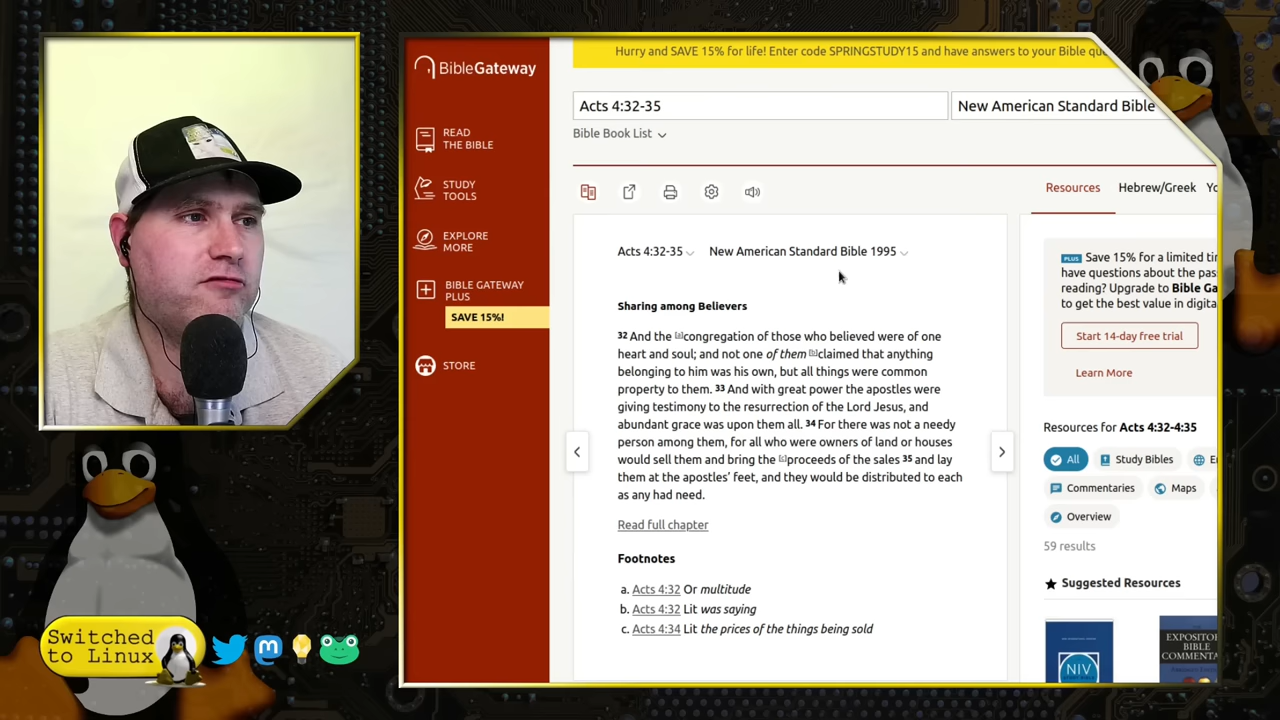 Hurry and SAVE 15% for life! Enter code SPRINGSTUDY15 and have answers to your Bible que
BibleGateway
READ
THE BIBLE
STUDY
TOOLS
EXPLORE
MORE
BIBLE GATEWAY
PLUS
SAVE 15%!
STORE
Acts 4:32-35
New American Standard Bible
Bible Book List
Acts 4:32-35 New American Standard Bible 1995
Sharing among Believers
32 And the [a]congregation of those who believed were of one
heart and soul; and not one of them [b]claimed that anything
belonging to him was his own, but all things were common
property to them. 33 And with great power the apostles were
giving testimony to the resurrection of the Lord Jesus, and
abundant grace was upon them all. 34 For there was not a needy
person among them, for all who were owners of land or houses
would sell them and bring the [c]proceeds of the sales 35 and lay
them at the apostles' feet, and they would be distributed to each
as any had need.
Read full chapter
Footnotes
a. Acts 4:32 Or multitude
b. Acts 4:32 Lit was saying
c. Acts 4:34 Lit the prices of the things being sold
Resources Hebrew/Greek Yo
PLUS Save 15% for a limited ti
have questions about the pas
reading? Upgrade to Bible Ga
to get the best value in digita
Start 14-day free trial
Learn More
Resources for Acts 4:32-4:35
All Study Bibles
Commentaries Maps
Overview
59 results
Suggested Resources
NIV
EXPOSITO
BIBLE
COMMENTA
Switched
to Linux